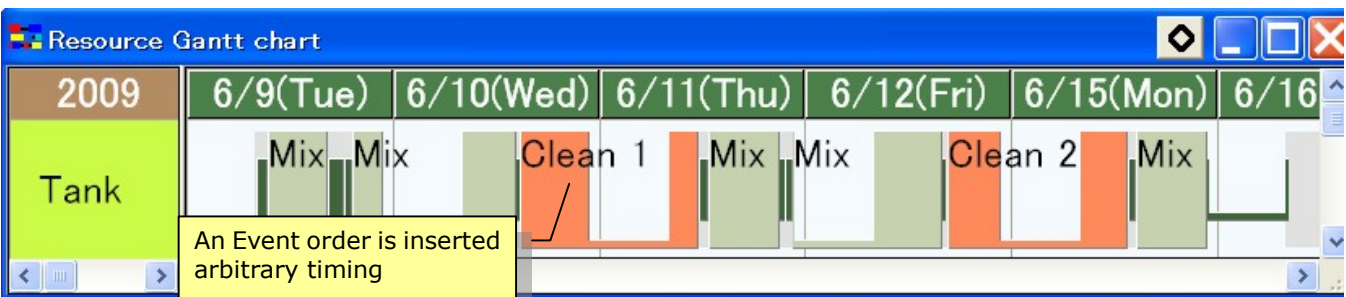 Resource Gantt chart
2009 6/9(Tue) 6/10(Wed) 6/11(Thu) 6/12(Fri) 6/15(Mon) 6/16
Mix Mix Clean 1 Mix Mix Clean 2 Mix
Tank
An Event order is inserted
arbitrary timing